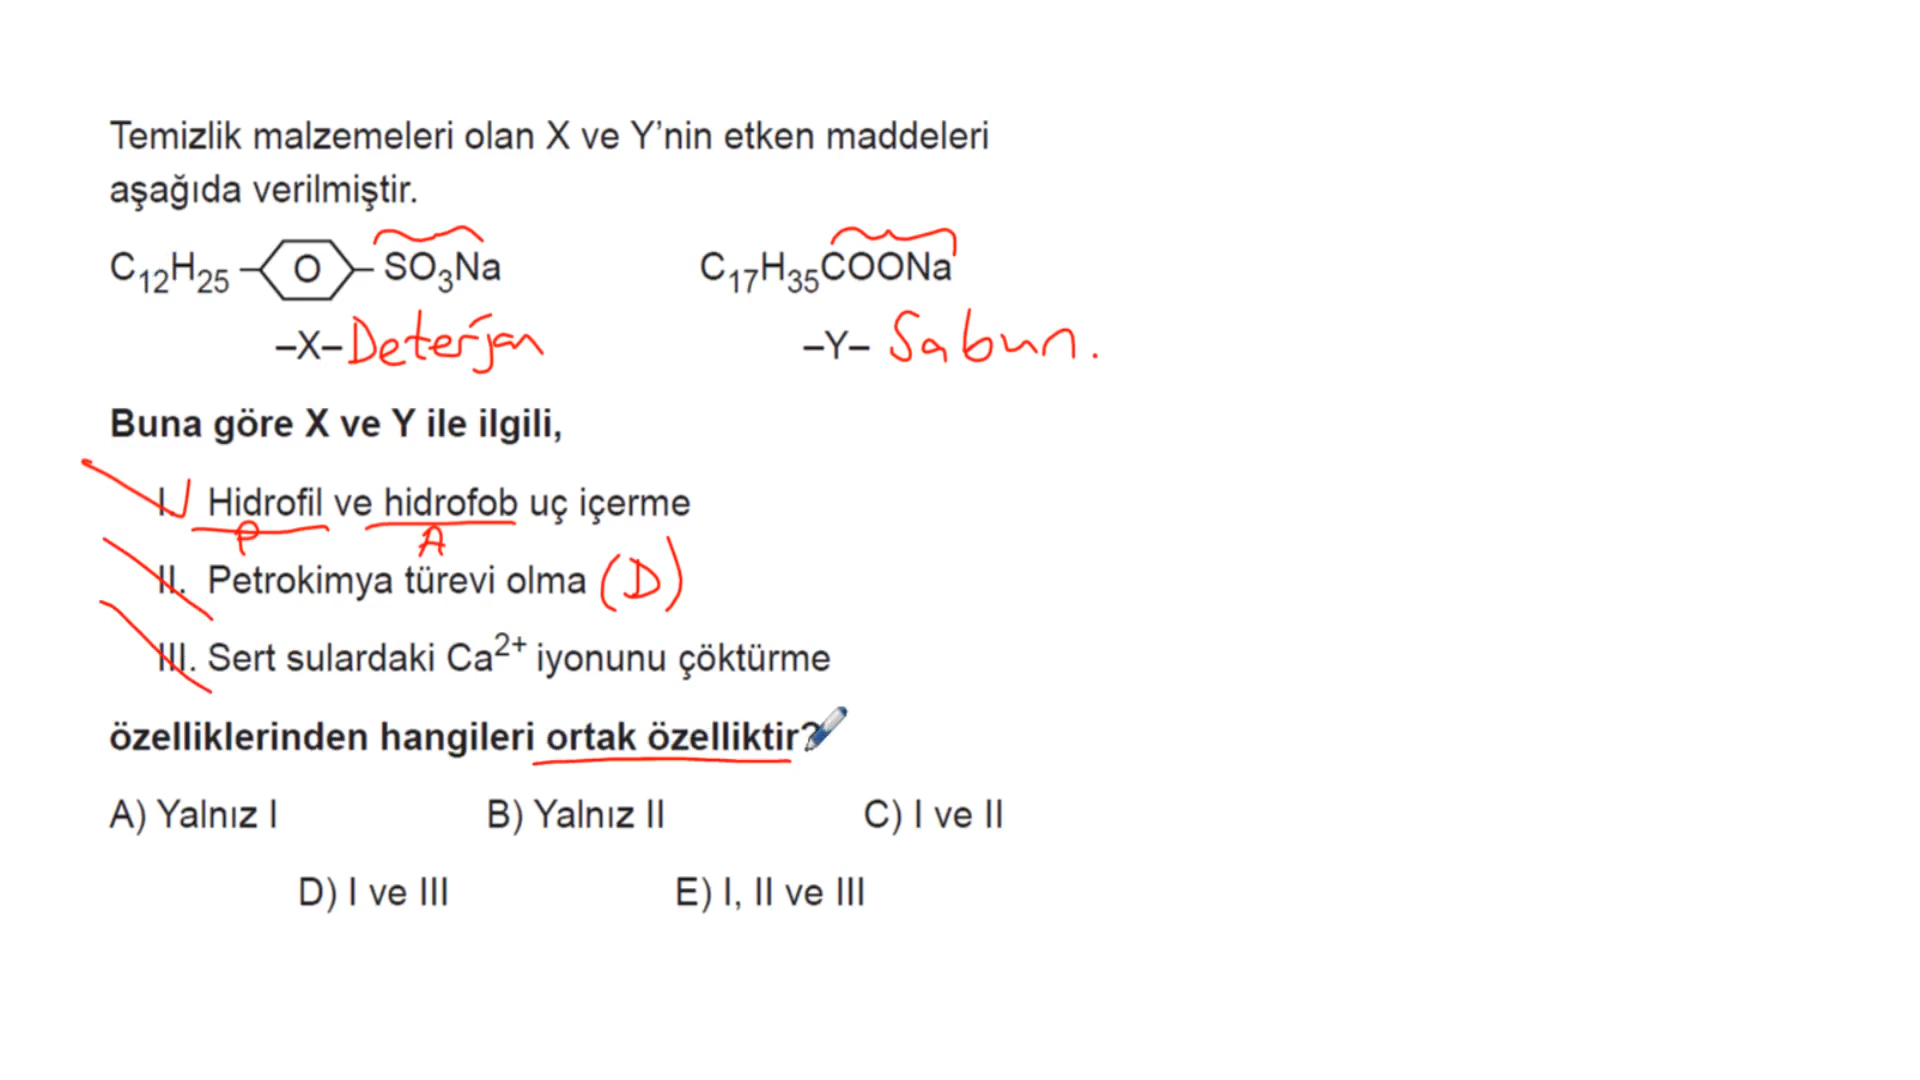 Temizlik malzemeleri olan X ve Y’nin etken maddeleri
aşağıda verilmiştir.
C12H25 O SO3Na C17H35COONa
–X– Deterjan –Y– Sabun.
Buna göre X ve Y ile ilgili,
I. Hidrofil ve hidrofob uç içerme
P A
II. Petrokimya türevi olma (D)
III. Sert sulardaki Ca2+ iyonunu çöktürme
özelliklerinden hangileri ortak özelliktir?
A) Yalnız I B) Yalnız II C) I ve II
D) I ve III E) I, II ve III